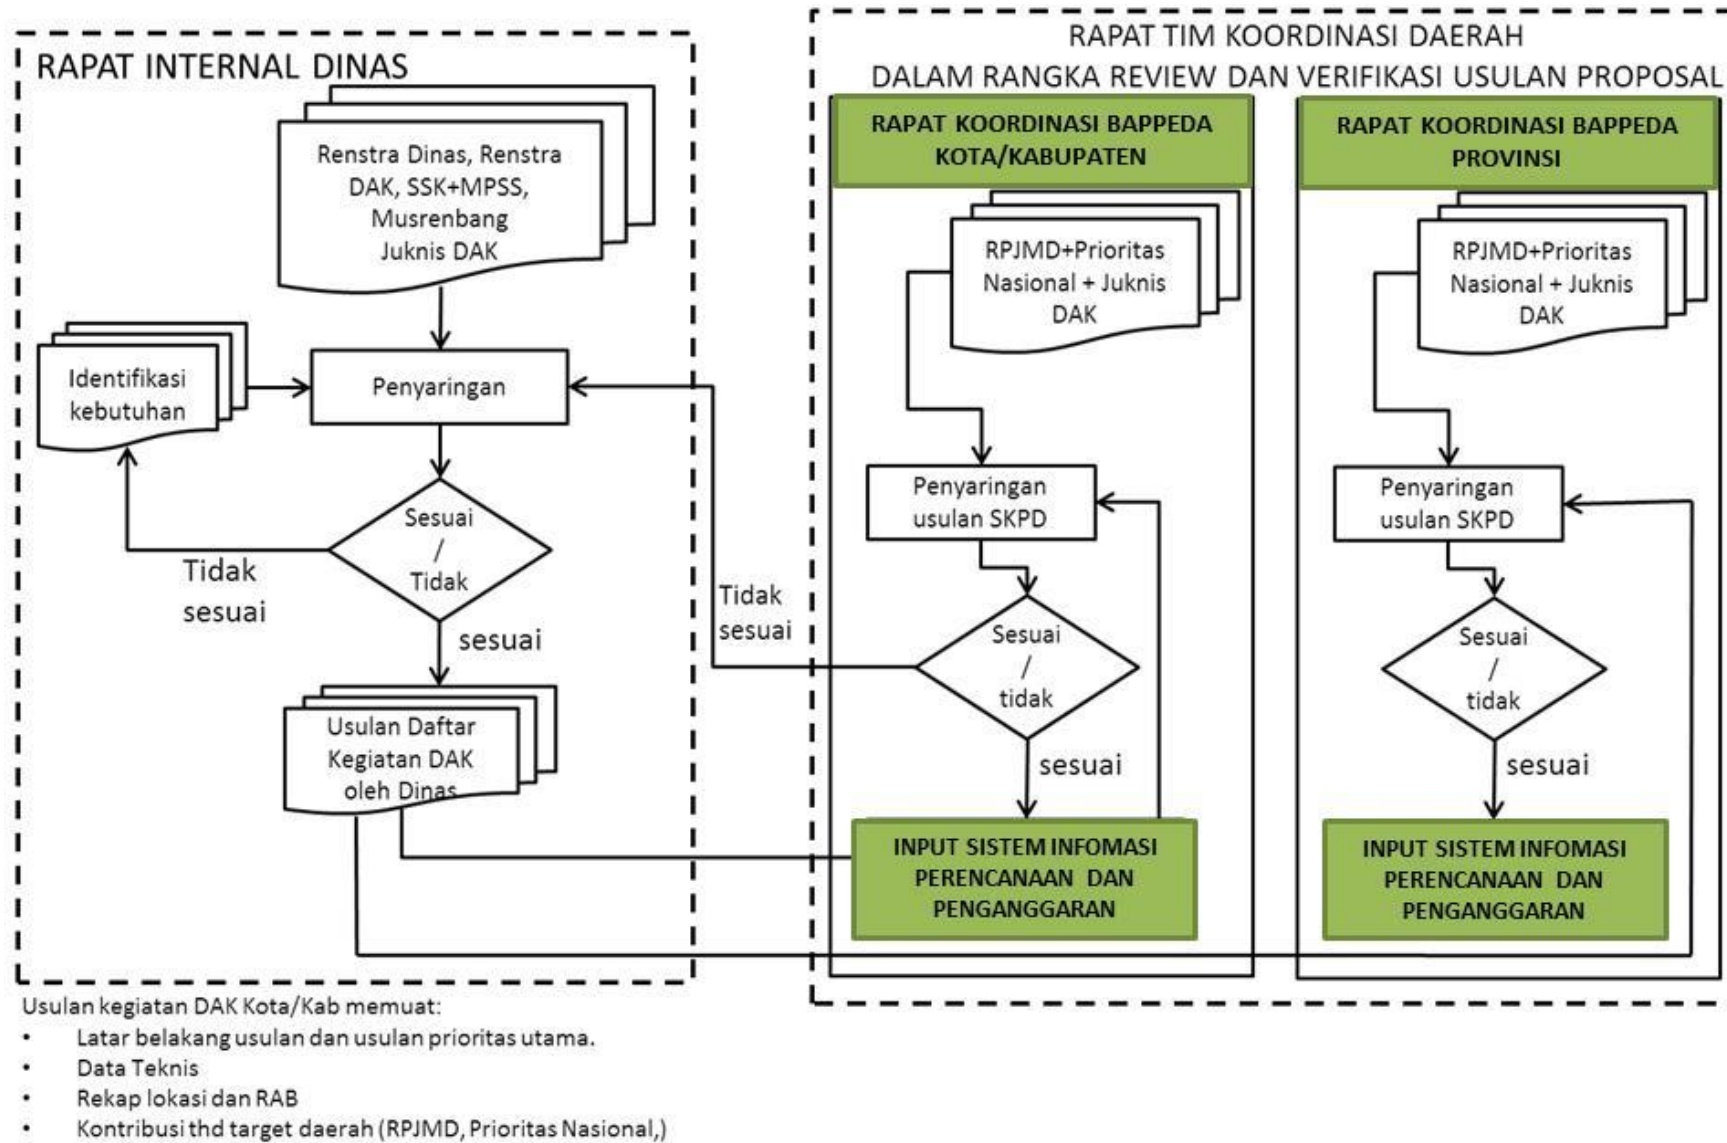 RAPAT INTERNAL DINAS
Renstra Dinas, Renstra
DAK, SSK+MPSS,
Musrenbang
Juknis DAK
Identifikasi
kebutuhan
Penyaringan
Sesuai
/
Tidak
Tidak
sesuai
sesuai
Usulan Daftar
Kegiatan DAK
oleh Dinas
Tidak
sesuai
RAPAT TIM KOORDINASI DAERAH
DALAM RANGKA REVIEW DAN VERIFIKASI USULAN PROPOSAL
RAPAT KOORDINASI BAPPEDA
KOTA/KABUPATEN
RPJMD+Prioritas
Nasional + Juknis
DAK
Penyaringan
usulan SKPD
Sesuai
/
tidak
sesuai
INPUT SISTEM INFOMASI
PERENCANAAN DAN
PENGANGGARAN
RAPAT KOORDINASI BAPPEDA
PROVINSI
RPJMD+Prioritas
Nasional + Juknis
DAK
Penyaringan
usulan SKPD
Sesuai
/
tidak
sesuai
INPUT SISTEM INFOMASI
PERENCANAAN DAN
PENGANGGARAN
Usulan kegiatan DAK Kota/Kab memuat:
• Latar belakang usulan dan usulan prioritas utama.
• Data Teknis
• Rekap lokasi dan RAB
• Kontribusi thd target daerah (RPJMD, Prioritas Nasional,)